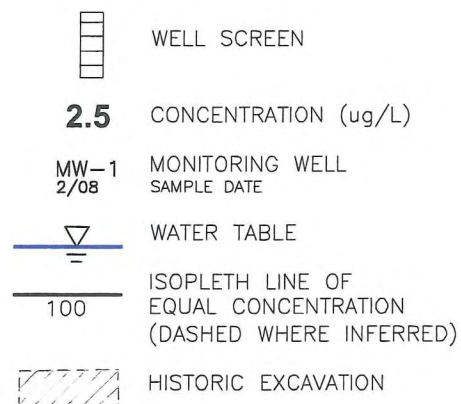 WELL SCREEN
2.5 CONCENTRATION (ug/L)
MW-1 MONITORING WELL
2/08 SAMPLE DATE
WATER TABLE
ISOPLETH LINE OF
100 EQUAL CONCENTRATION
(DASHED WHERE INFERRED)
HISTORIC EXCAVATION